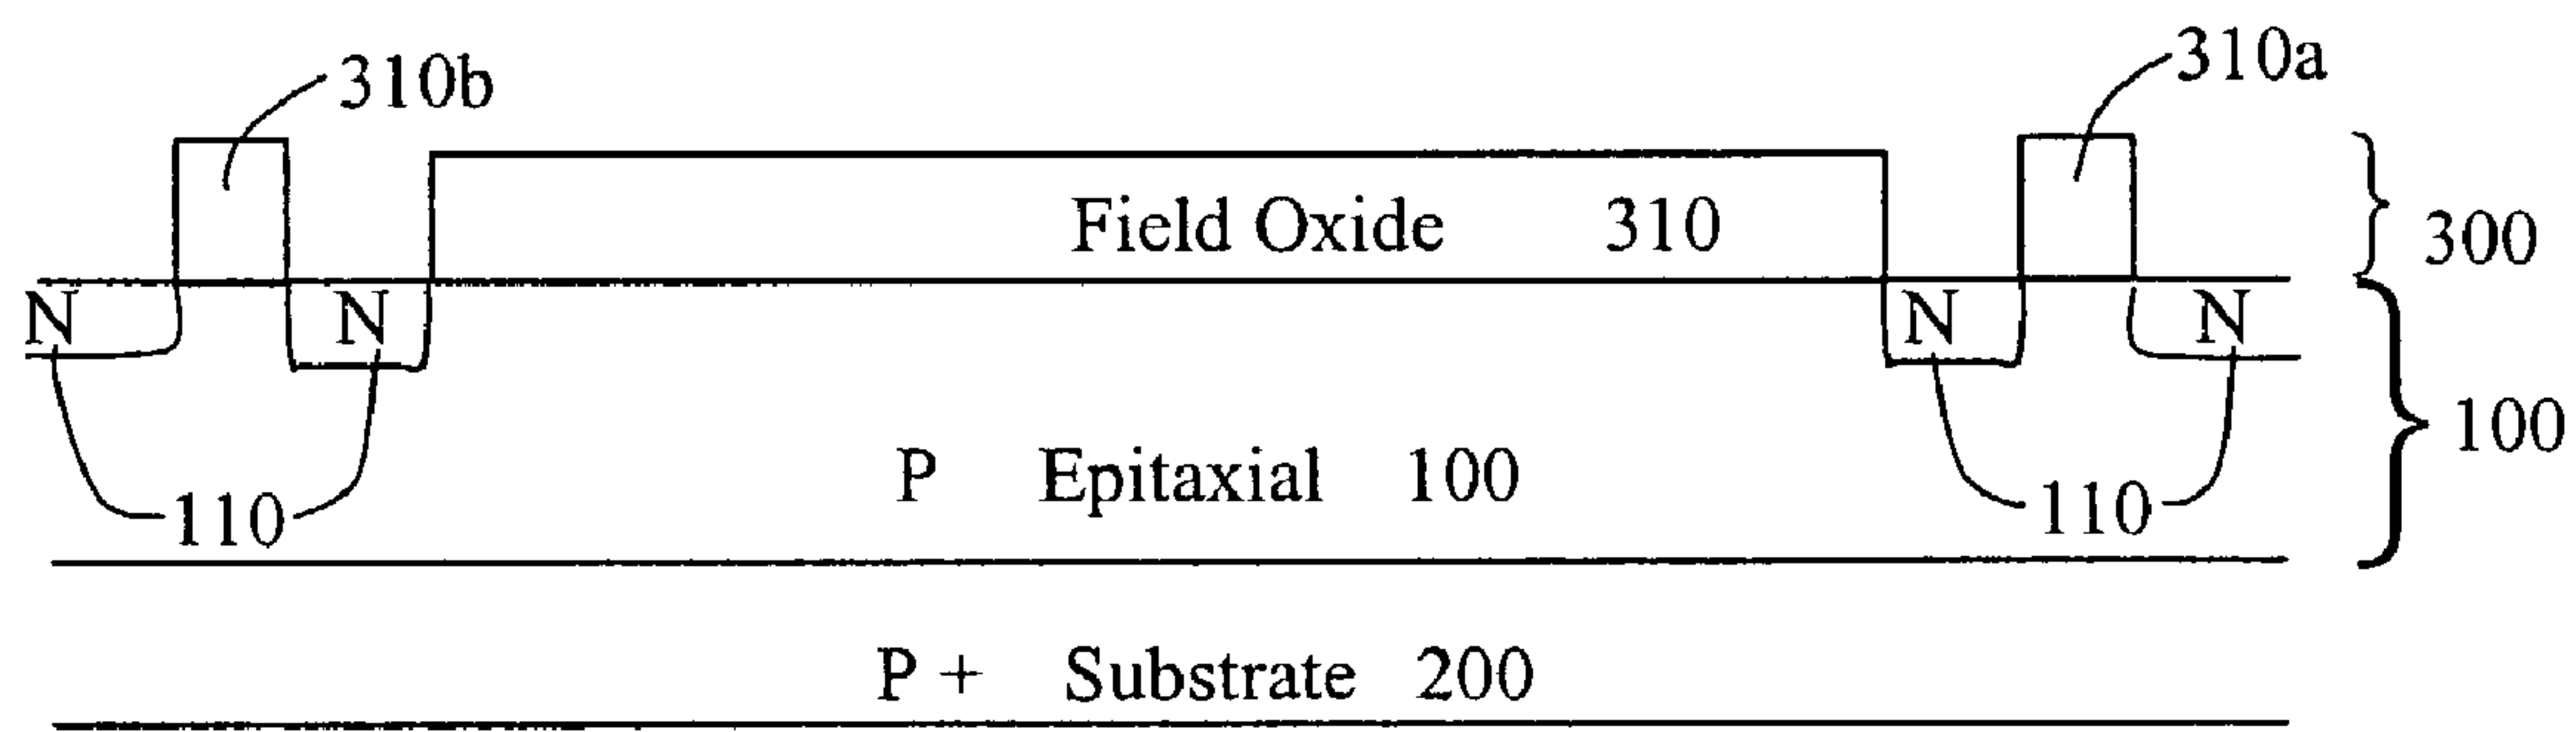 310b
310a
Field Oxide 310
300
N N N N
P Epitaxial 100
100
110
110
P + Substrate 200